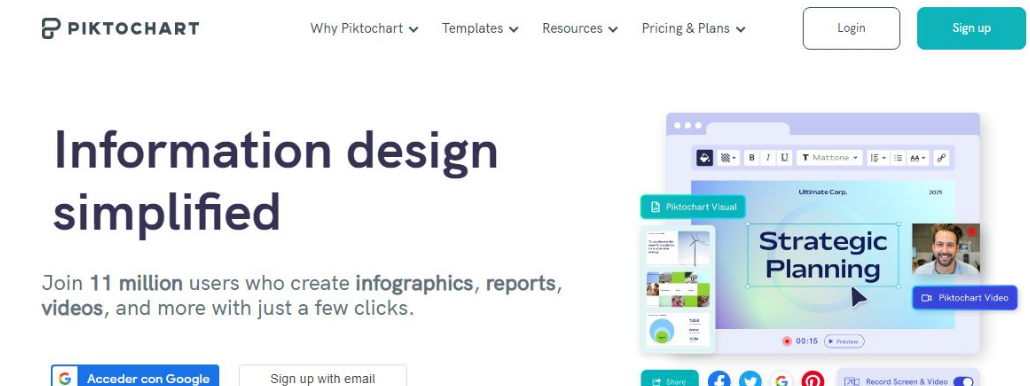 PIKTOCHART
Why Piktochart
Templates
Resources
Pricing & Plans
Login
Sign up
Information design
simplified
Join 11 million users who create infographics, reports,
videos, and more with just a few clicks.
Acceder con Google
Sign up with email
B I U T Mattone AA
Ultimate Corp.
2025
Piktochart Visual
Strategic
Planning
Piktochart Video
00:15
Preview
Share
Record Screen & Video